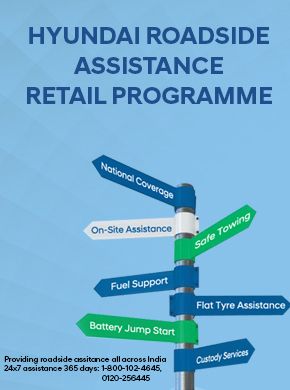 HYUNDAI ROADSIDE
ASSISTANCE
RETAIL PROGRAMME
National Coverage
On-Site Assistance
Safe Towing
Fuel Support
Flat Tyre Assistance
Battery Jump Start
Custody Services
Providing roadside assitance all across India
24x7 assistance 365 days: 1-800-102-4645,
0120-256445